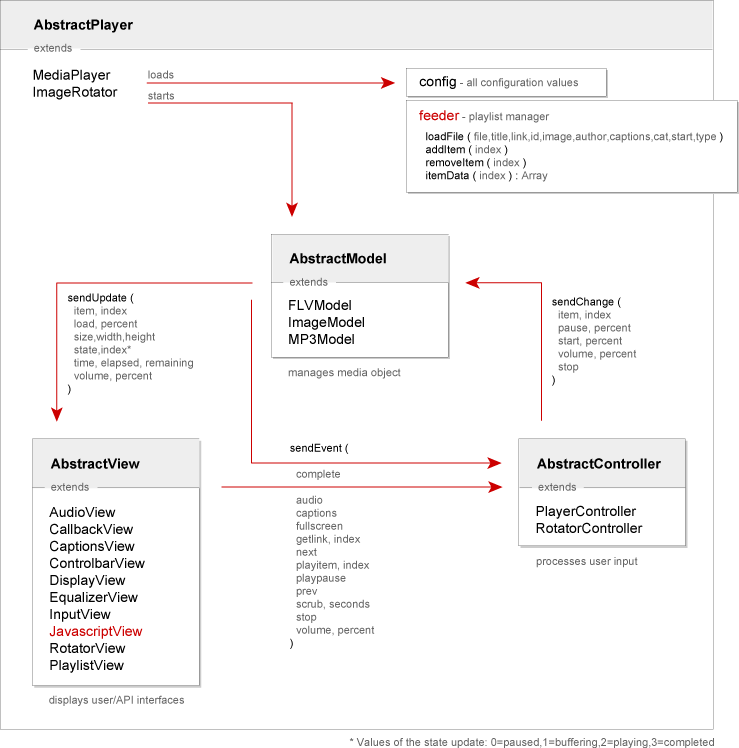 AbstractPlayer
extends
MediaPlayer
ImageRotator
loads
starts
config - all configuration values
feeder - playlist manager
loadFile ( file,title,link,id,image,author,captions,cat,start,type )
addItem ( index )
removeItem ( index )
itemData ( index ) : Array
AbstractModel
extends
FLVModel
ImageModel
MP3Model
manages media object
sendUpdate (
item, index
load, percent
size,width,height
state,index*
time, elapsed, remaining
volume, percent
)
sendChange (
item, index
pause, percent
start, percent
volume, percent
stop
)
AbstractView
extends
AudioView
CallbackView
CaptionsView
ControlbarView
DisplayView
EqualizerView
InputView
JavascriptView
RotatorView
PlaylistView
displays user/API interfaces
sendEvent (
complete
audio
captions
fullscreen
getlink, index
next
playitem, index
playpause
prev
scrub, seconds
stop
volume, percent
)
AbstractController
extends
PlayerController
RotatorController
processes user input
* Values of the state update: 0=paused,1=buffering,2=playing,3=completed